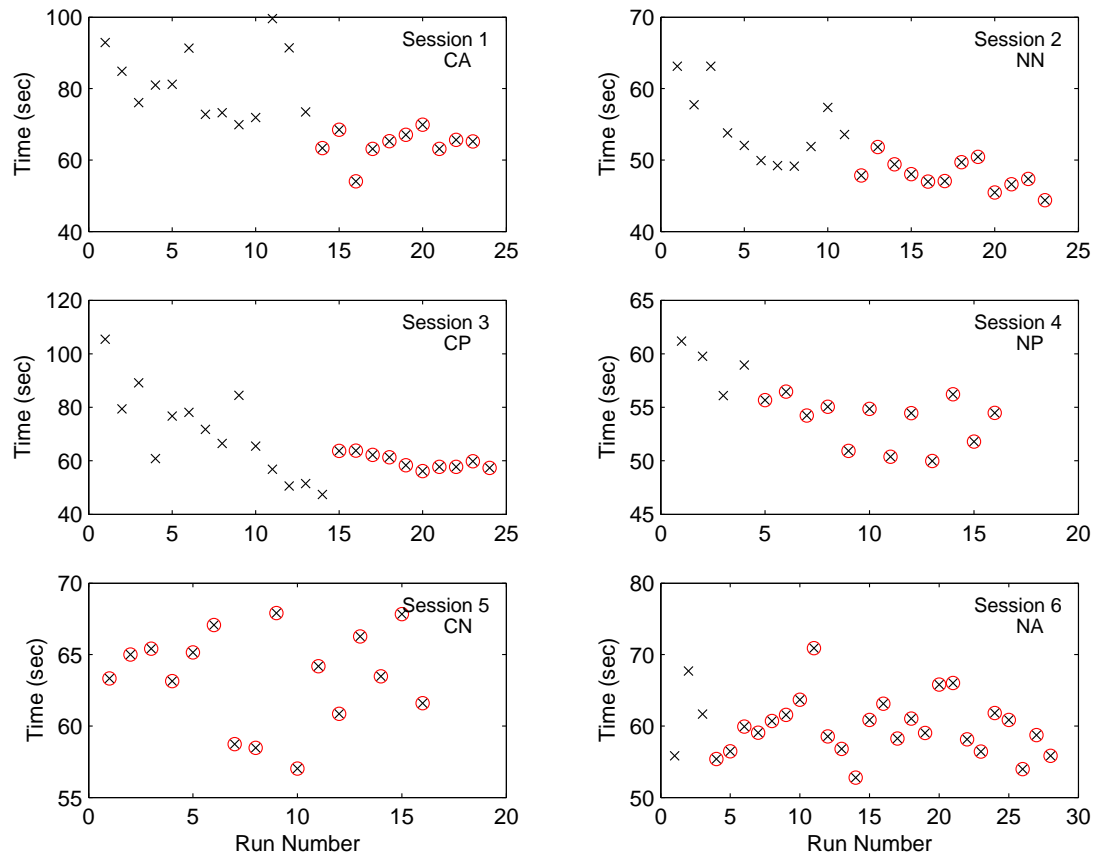 100
80
60
40
0 5 10 15 20 25
Time (sec)
Session 1
CA
70
60
50
40
0 5 10 15 20 25
Time (sec)
Session 2
NN
120
100
80
60
40
0 5 10 15 20 25
Time (sec)
Session 3
CP
65
60
55
50
45
0 5 10 15 20
Time (sec)
Session 4
NP
70
65
60
55
0 5 10 15 20
Time (sec)
Session 5
CN
Run Number
80
70
60
50
0 5 10 15 20 25 30
Time (sec)
Session 6
NA
Run Number